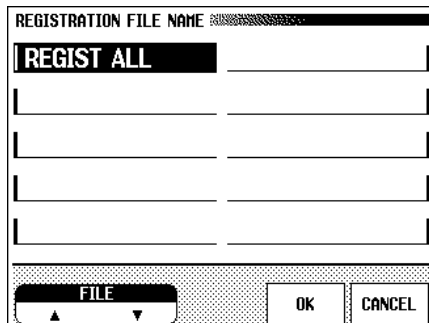 REGISTRATION FILE NAME
REGIST ALL
FILE
▲ ▼
OK
CANCEL